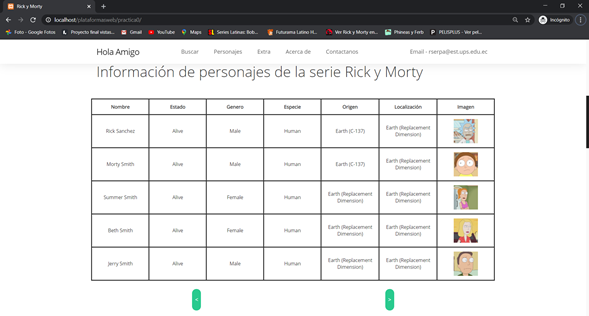 Rick y Morty
localhost/plataformasweb/practica8/
Incógnito
Foto - Google Fotos
Proyecto final estas...
Gmail
YouTube
Maps
Series Latinas: Bob...
Futurama Latino H...
Ver Rick y Morty en...
Phineas y Ferb
PELISPLUS - Ver pel...
Hola Amigo
Buscar
Personajes
Extra
Acerca de
Contactanos
Email - rserpa@est.ups.edu.ec
Información de personajes de la serie Rick y Morty
Nombre Estado Genero Especie Origen Localización Imagen
Rick Sanchez Alive Male Human Earth (C-137) Earth (Replacement
Dimension)
Morty Smith Alive Male Human Earth (C-137) Earth (Replacement
Dimension)
Summer Smith Alive Female Human Earth (Replacement Earth (Replacement
Dimension) Dimension)
Beth Smith Alive Female Human Earth (Replacement Earth (Replacement
Dimension) Dimension)
Jerry Smith Alive Male Human Earth (Replacement Earth (Replacement
Dimension) Dimension)
< >